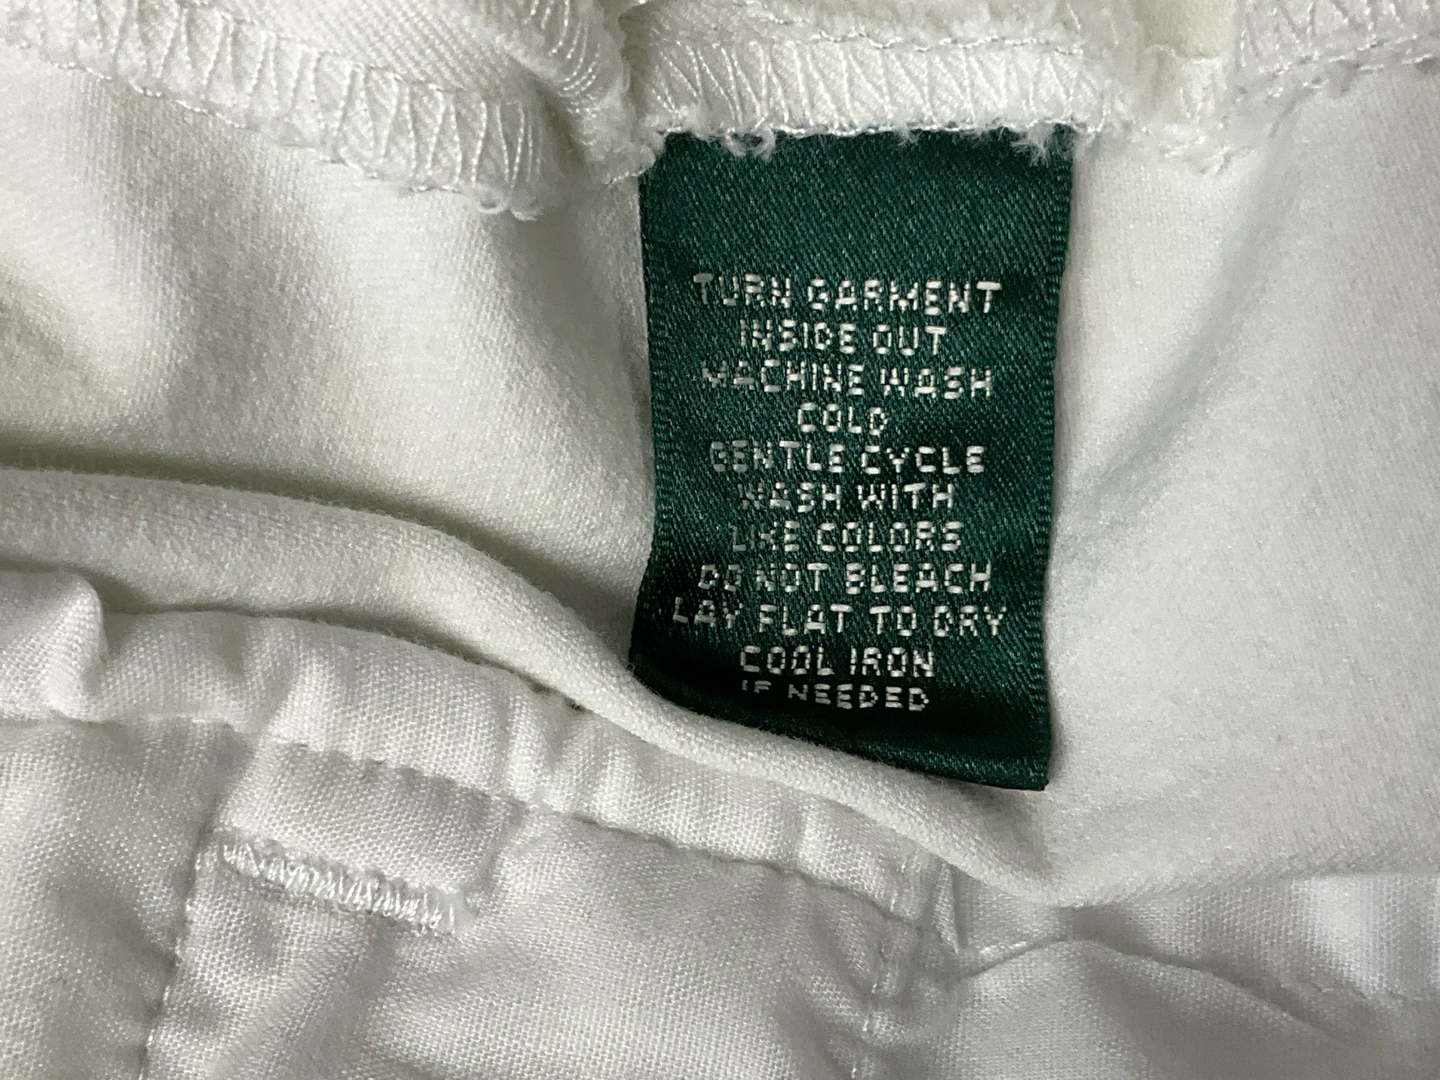 TURN GARMENT
INSIDE OUT
MACHINE WASH
COLD
GENTLE CYCLE
WASH WITH
LIKE COLORS
DO NOT BLEACH
LAY FLAT TO DRY
COOL IRON
IF NEEDED